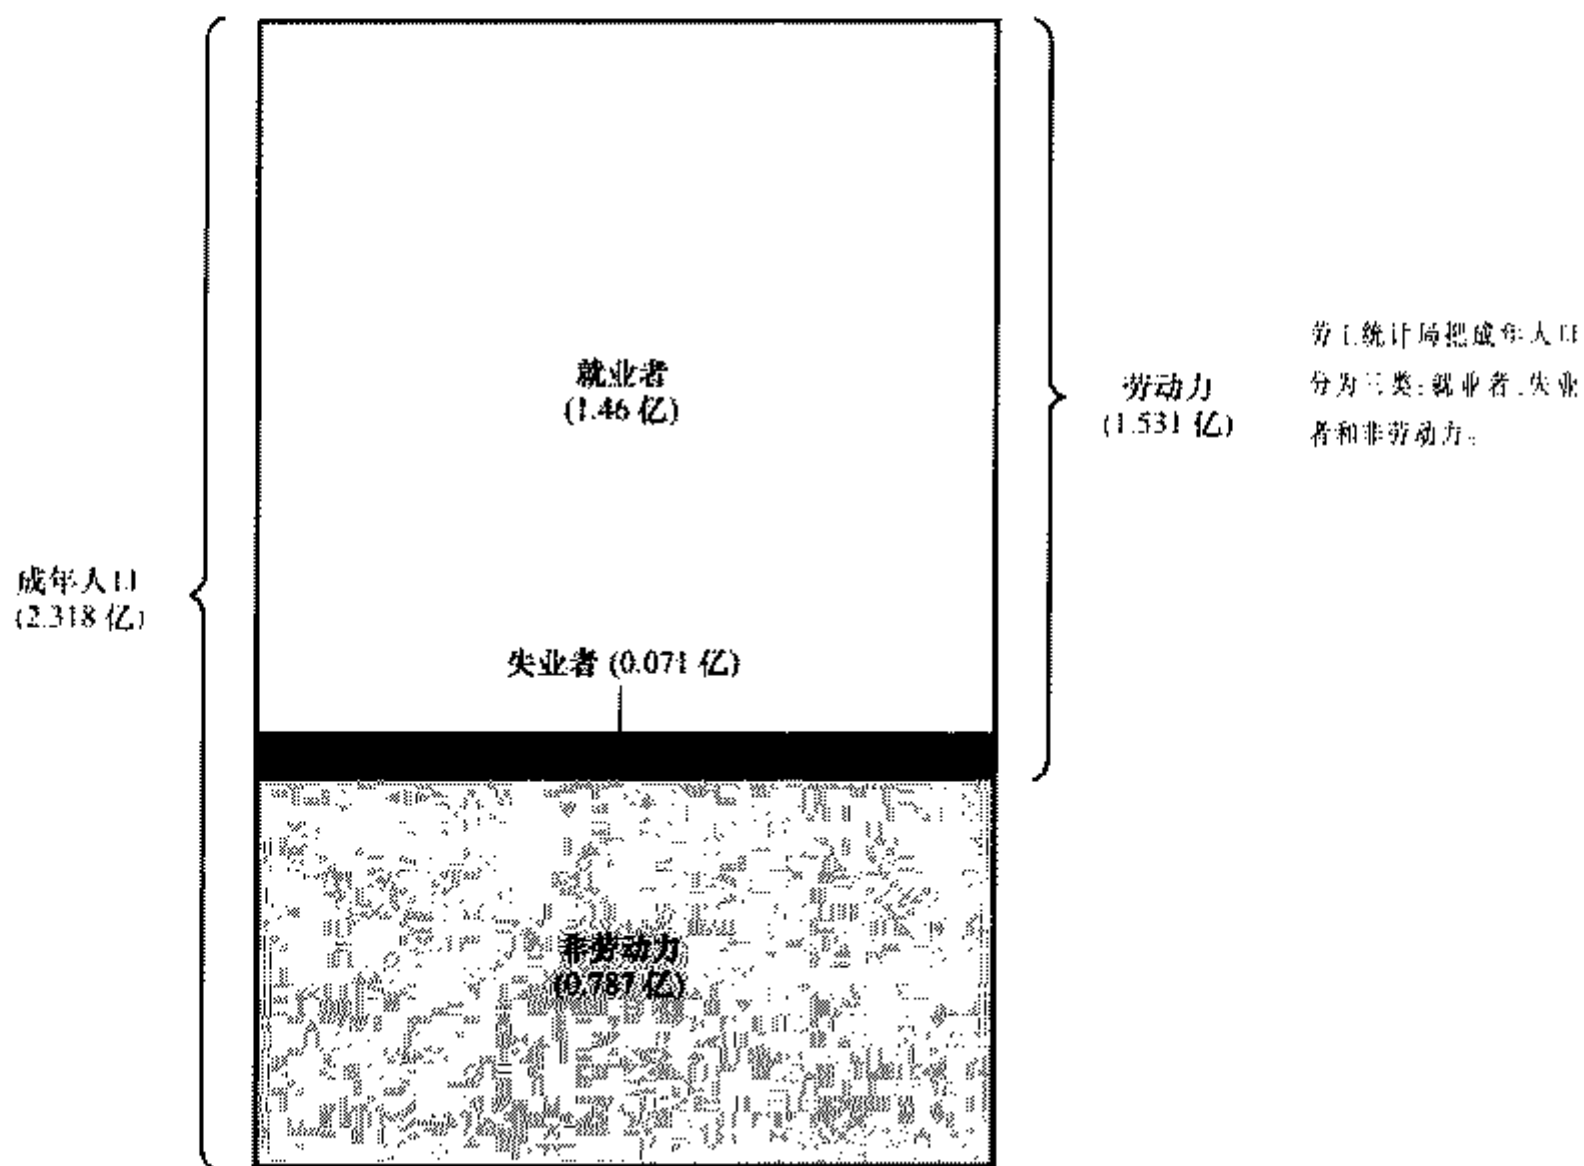 就业者
(1.46 亿)
劳动力
(1.531 亿)
劳工统计局把成年人口
分为三类:就业者、失业
者和非劳动力。
成年人口
(2.318 亿)
失业者 (0.071 亿)
非劳动力
(0.787 亿)